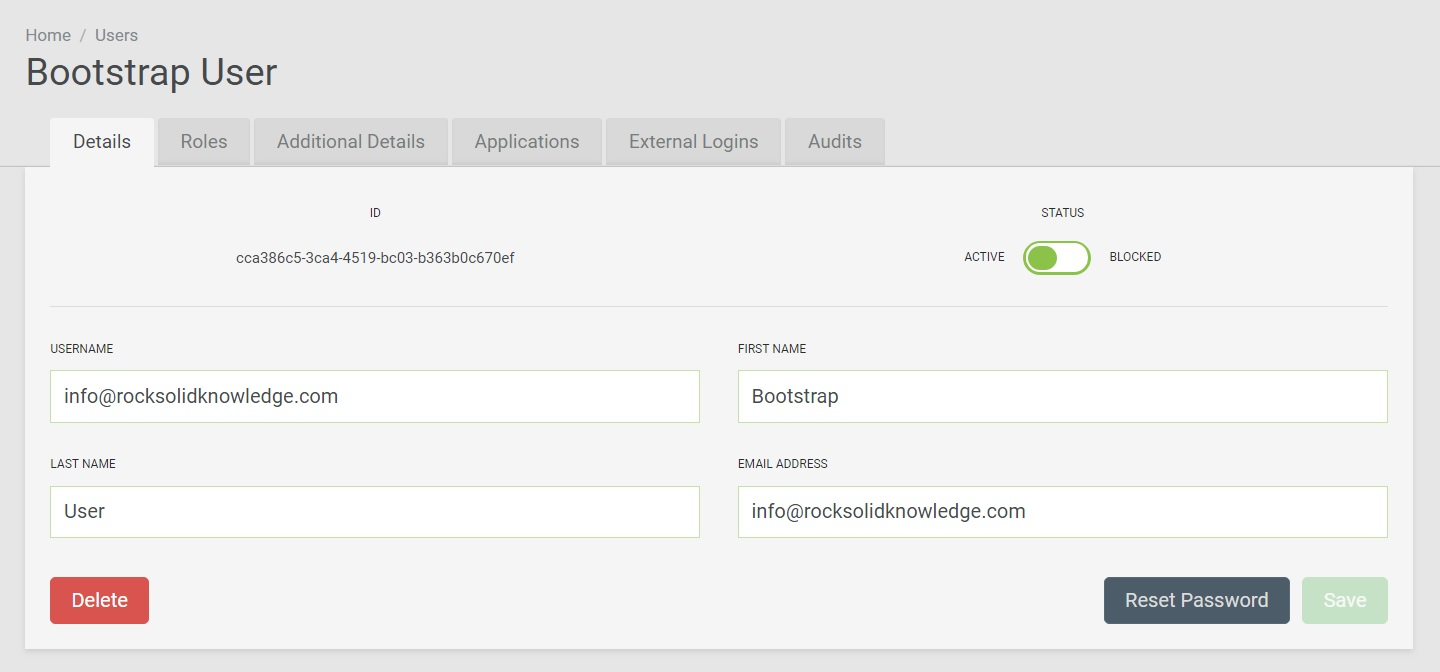 Home / Users
Bootstrap User
Details Roles Additional Details Applications External Logins Audits
ID STATUS
cca386c5-3ca4-4519-bc03-b363b0c670ef ACTIVE BLOCKED
USERNAME FIRST NAME
info@rocksolidknowledge.com Bootstrap
LAST NAME EMAIL ADDRESS
User info@rocksolidknowledge.com
Delete Reset Password Save